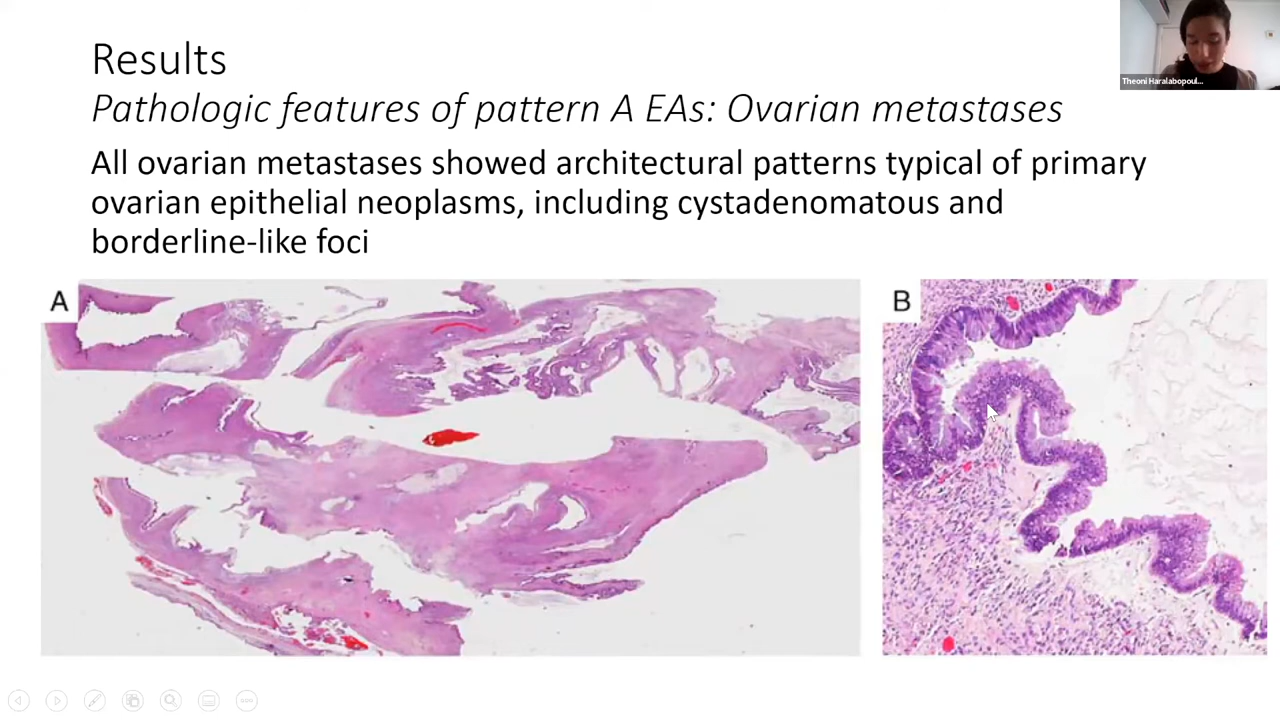 Results
Theoni Haralabopoul...
Pathologic features of pattern A EAs: Ovarian metastases
All ovarian metastases showed architectural patterns typical of primary
ovarian epithelial neoplasms, including cystadenomatous and
borderline-like foci
A
B